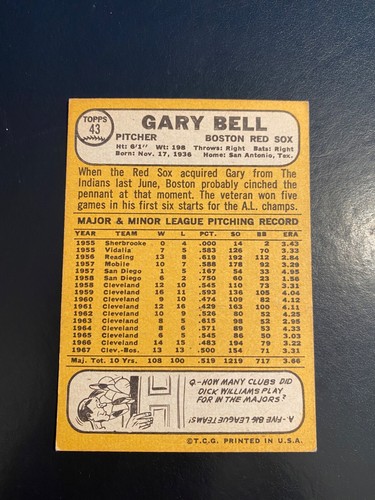 TOPPS
43
GARY BELL
PITCHER BOSTON RED SOX
Ht: 6/1" Wt: 198 Throws: Right Bats: Right
Born: Nov. 17, 1936 Home: San Antonio, Tex.
When the Red Sox acquired Gary from The
Indians last June, Boston probably cinched the
pennant at that moment. The veteran won five
games in his first six starts for the A.L. champs.
MAJOR & MINOR LEAGUE PITCHING RECORD
YEAR TEAM W L PCT. SO BB ERA
1955 Sherbrooke 0 4 .000 14 2 3.43
1955 Vidalia 7 5 .583 126 70 3.33
1956 Reading 13 8 .619 192 112 2.84
1957 Mobile 10 7 .588 178 92 3.29
1957 San Diego 1 5 .167 54 33 4.95
1958 San Diego 6 2 .750 60 23 1.56
1958 Cleveland 12 10 .545 110 73 3.31
1959 Cleveland 16 11 .593 136 105 4.04
1960 Cleveland 9 10 .474 109 82 4.12
1961 Cleveland 12 16 .429 163 100 4.11
1962 Cleveland 10 9 .526 80 52 4.25
1963 Cleveland 8 5 .615 98 52 2.95
1964 Cleveland 8 6 .571 89 53 4.33
1965 Cleveland 6 5 .545 86 50 3.03
1966 Cleveland 14 15 .483 194 79 3.22
1967 Clev.-Bos. 13 13 .500 154 71 3.31
Maj. Tot. 10 Yrs. 108 100 .519 1219 717 3.66
Q-HOW MANY CLUBS DID
DICK WILLIAMS PLAY
FOR IN THE MAJORS?
A-FIVE BIG LEAGUE TEAMS!
©T.C.G. PRINTED IN U.S.A.